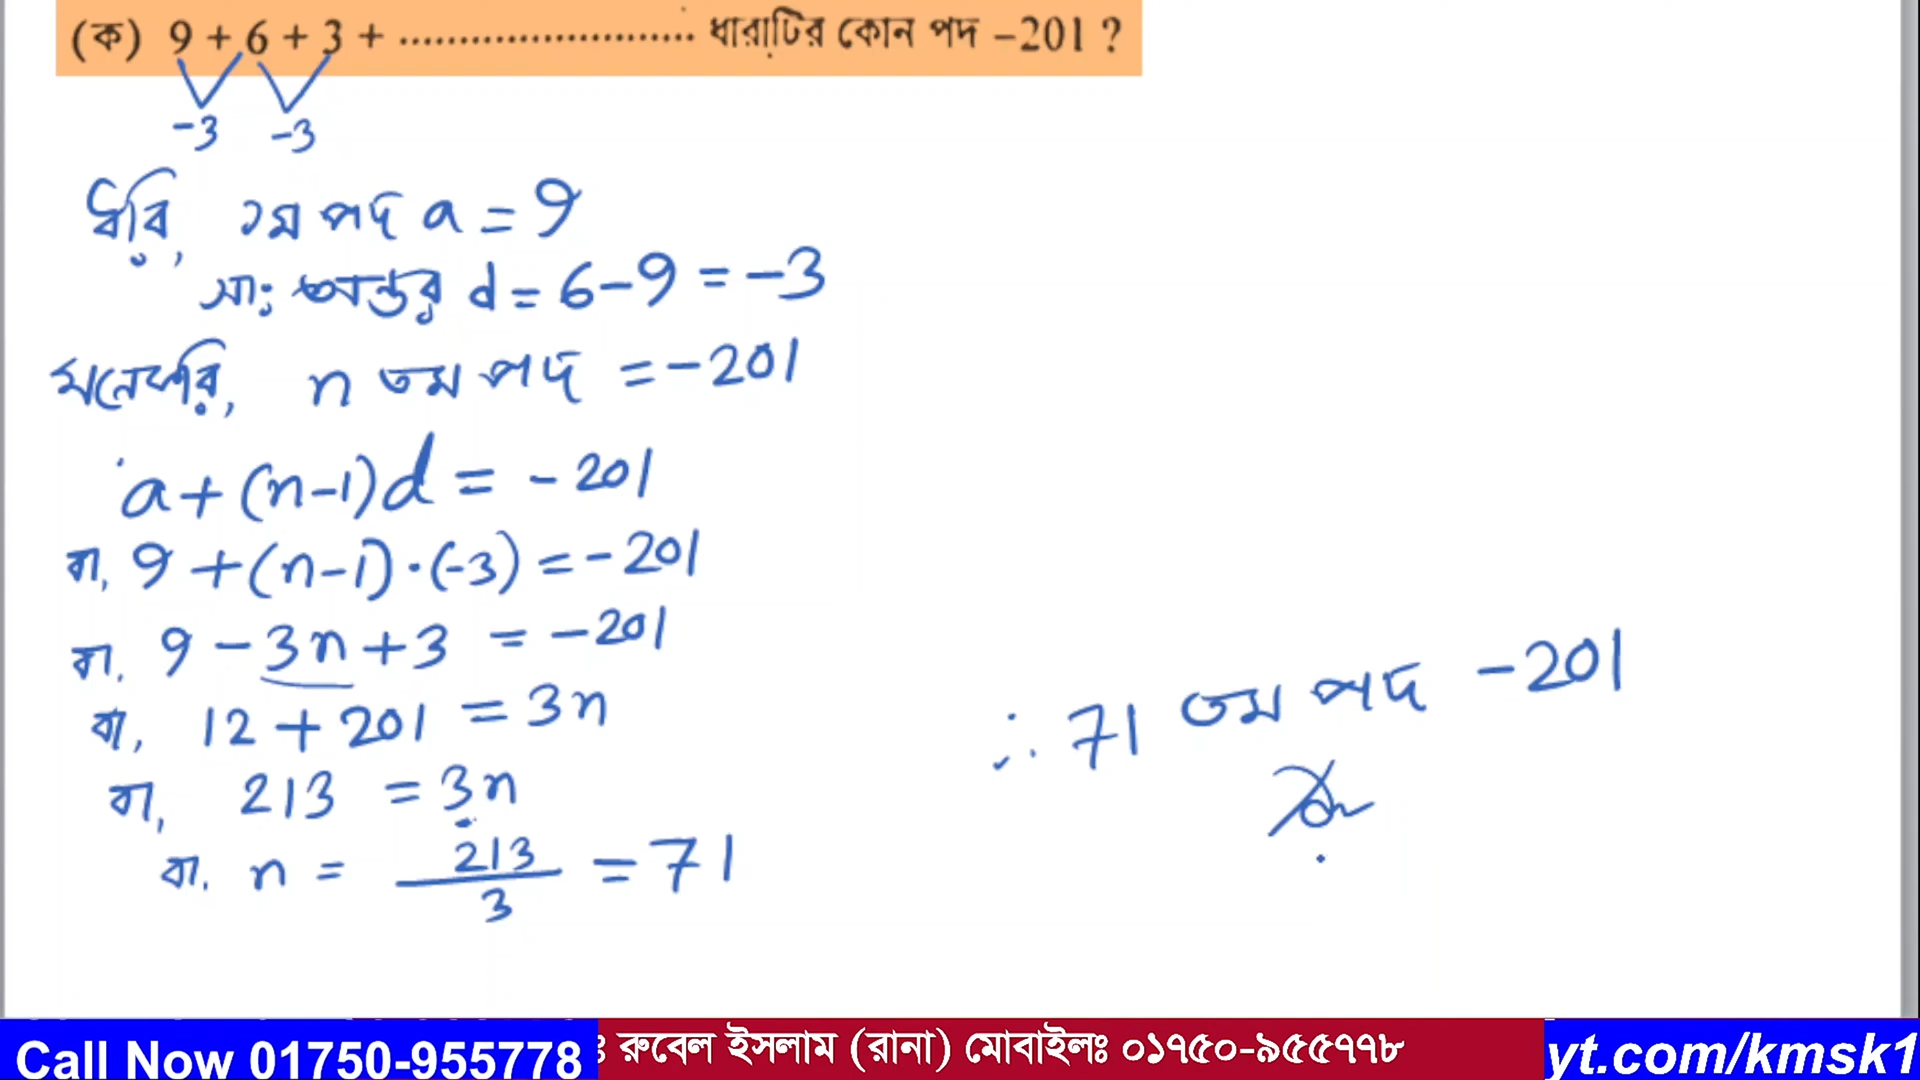 (ক) 9 + 6 + 3 + ........................ ধারাটির কোন পদ −201 ?
-3 -3
ধরি, ১ম পদ a = 9
সাঃ অন্তর d = 6-9 = -3
মনেকরি, n তম পদ = -201
a+(n-1)d = -201
বা, 9 +(n-1)·(-3) = -201
বা, 9 - 3n + 3 = -201
বা, 12 + 201 = 3n
বা, 213 = 3n
বা, n = 213/3 = 71
∴ 71 তম পদ -201
Call Now 01750-955778 ঃ রুবেল ইসলাম (রানা) মোবাইলঃ ০১৭৫০-৯৫৫৭৭৮ yt.com/kmsk1